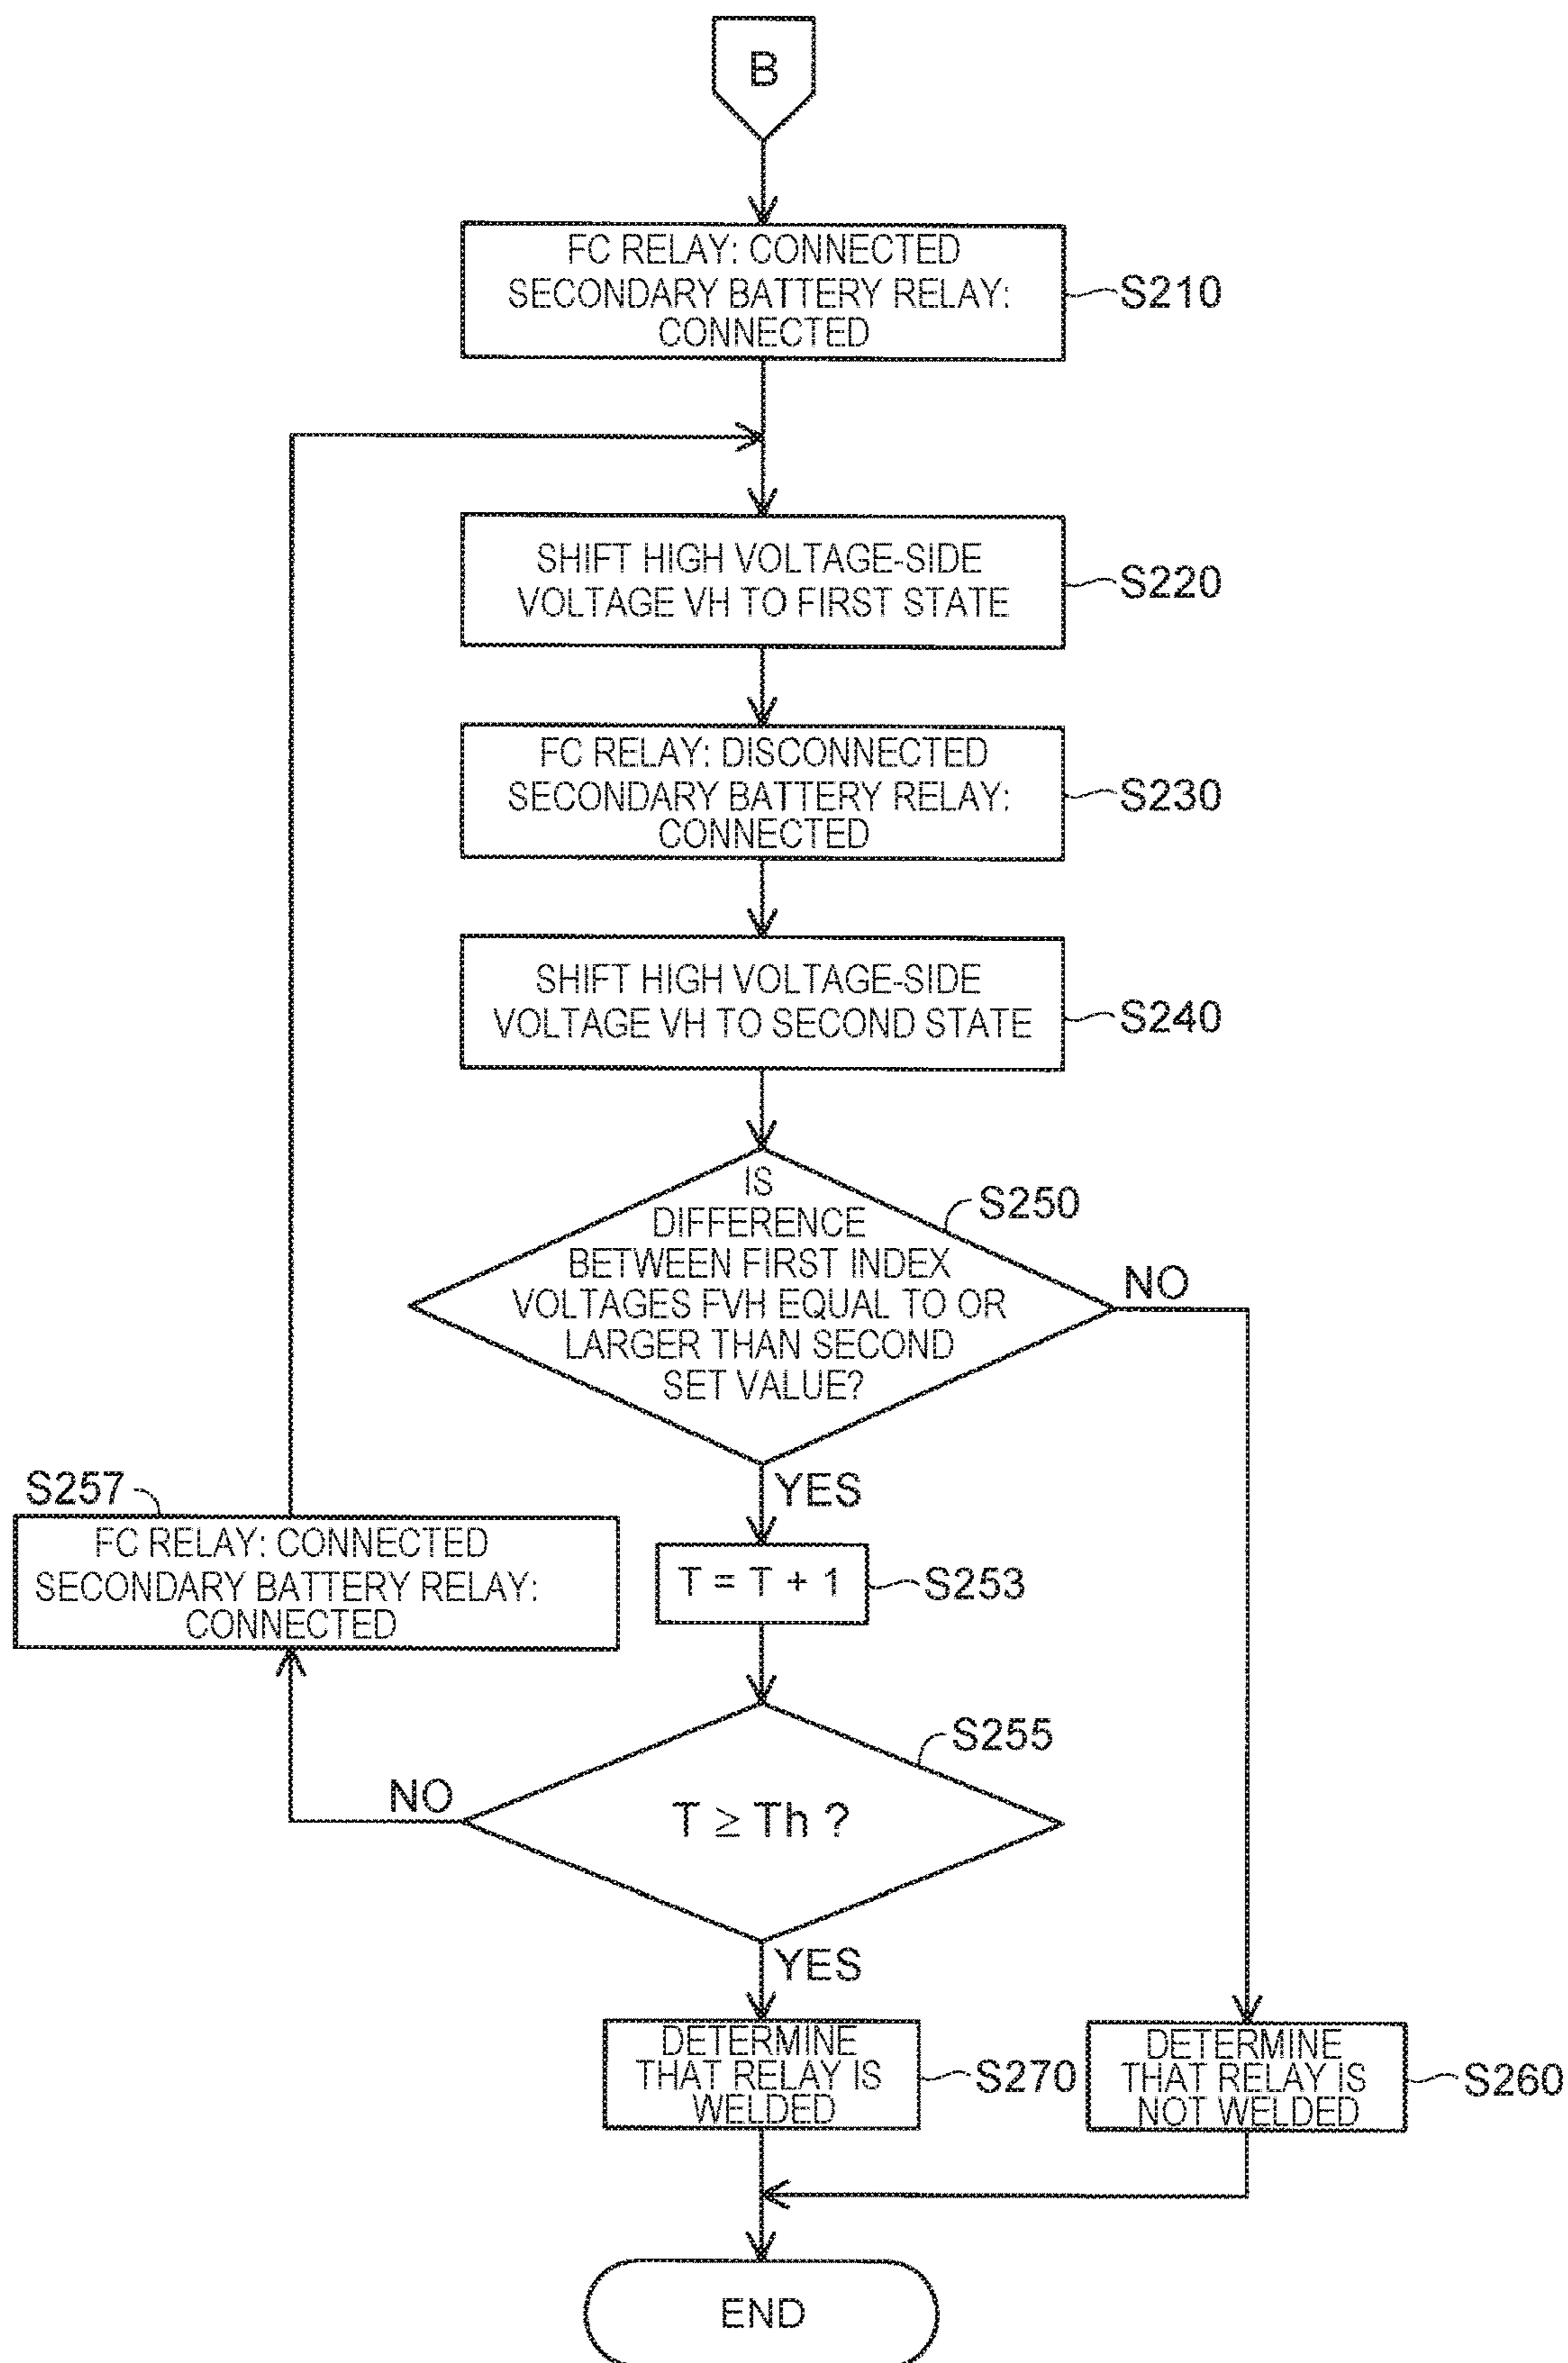 B
FC RELAY: CONNECTED
SECONDARY BATTERY RELAY:
CONNECTED
S210
SHIFT HIGH VOLTAGE-SIDE
VOLTAGE VH TO FIRST STATE
S220
FC RELAY: DISCONNECTED
SECONDARY BATTERY RELAY:
CONNECTED
S230
SHIFT HIGH VOLTAGE-SIDE
VOLTAGE VH TO SECOND STATE
S240
IS
DIFFERENCE
BETWEEN FIRST INDEX
VOLTAGES FVH EQUAL TO OR
LARGER THAN SECOND
SET VALUE?
S250
NO
YES
S257
FC RELAY: CONNECTED
SECONDARY BATTERY RELAY:
CONNECTED
T = T + 1
S253
T ≥ Th ?
S255
NO
YES
DETERMINE
THAT RELAY IS
WELDED
S270
DETERMINE
THAT RELAY IS
NOT WELDED
S260
END